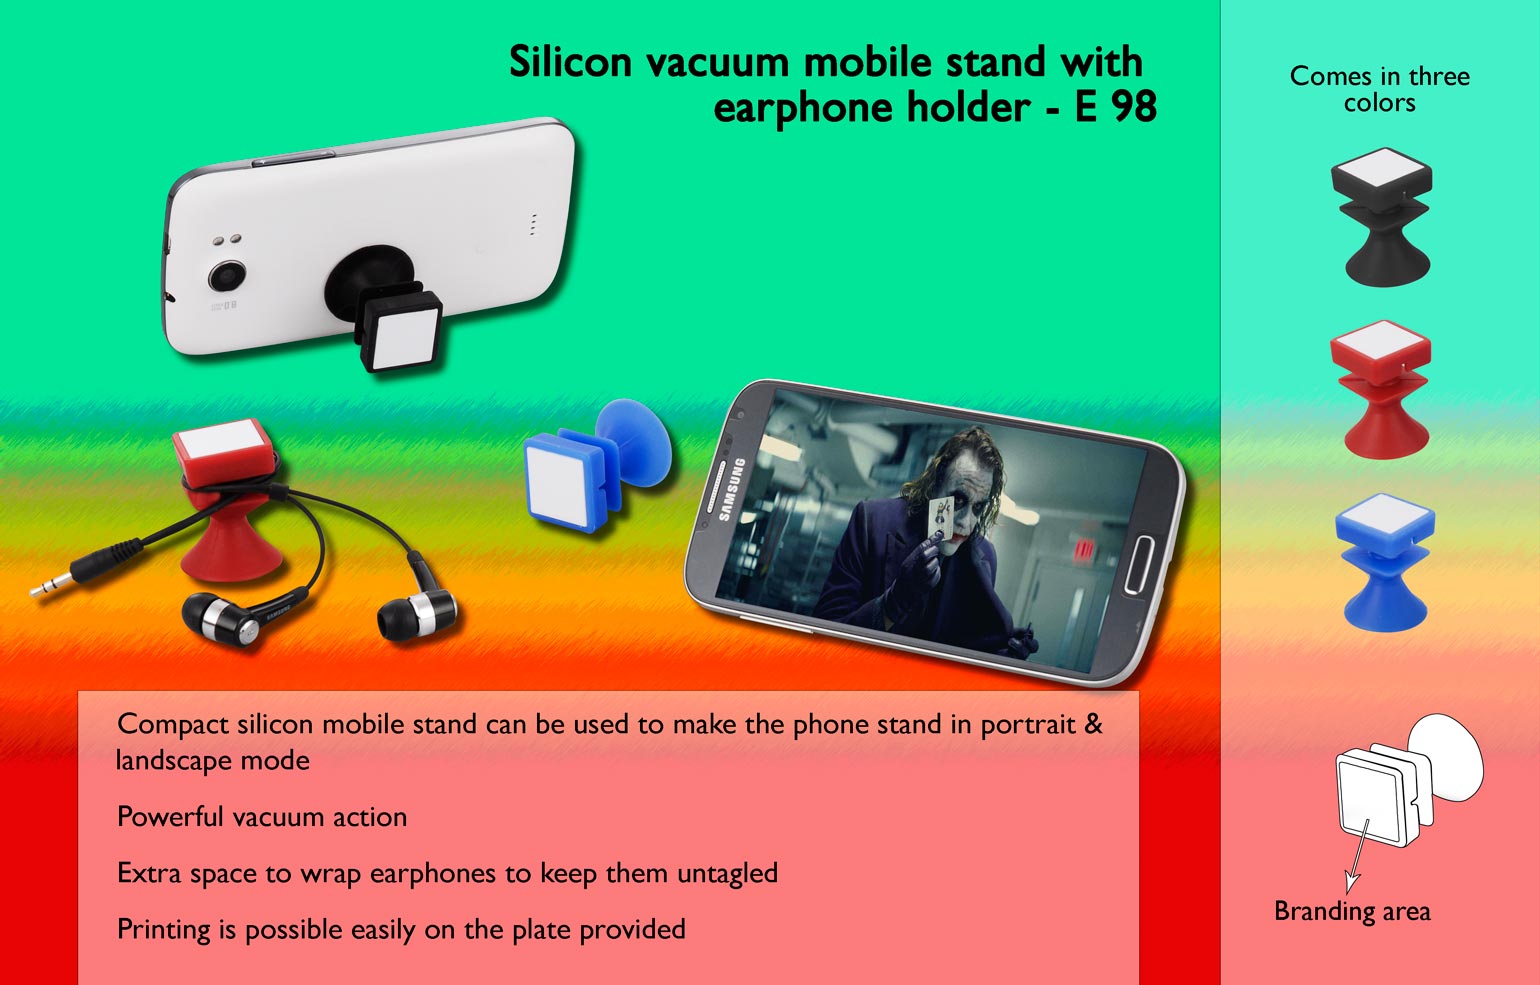 Silicon vacuum mobile stand with
earphone holder - E 98
Comes in three
colors
SAMSUNG
SAMSUNG
Compact silicon mobile stand can be used to make the phone stand in portrait &
landscape mode
Powerful vacuum action
Extra space to wrap earphones to keep them untagled
Printing is possible easily on the plate provided
Branding area